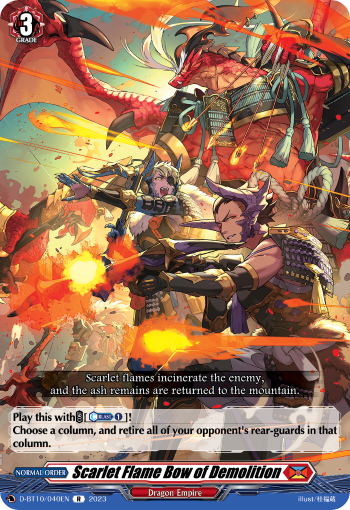 3
GRADE
Scarlet flames incinerate the enemy,
and the ash remains are returned to the mountain.
Play this with [BLAST 1]!
Choose a column, and retire all of your opponent's rear-guards in that
column.
NORMAL ORDER
Scarlet Flame Bow of Demolition
Dragon Empire
D-BT10/040EN R 2023
illust/桂福蔵